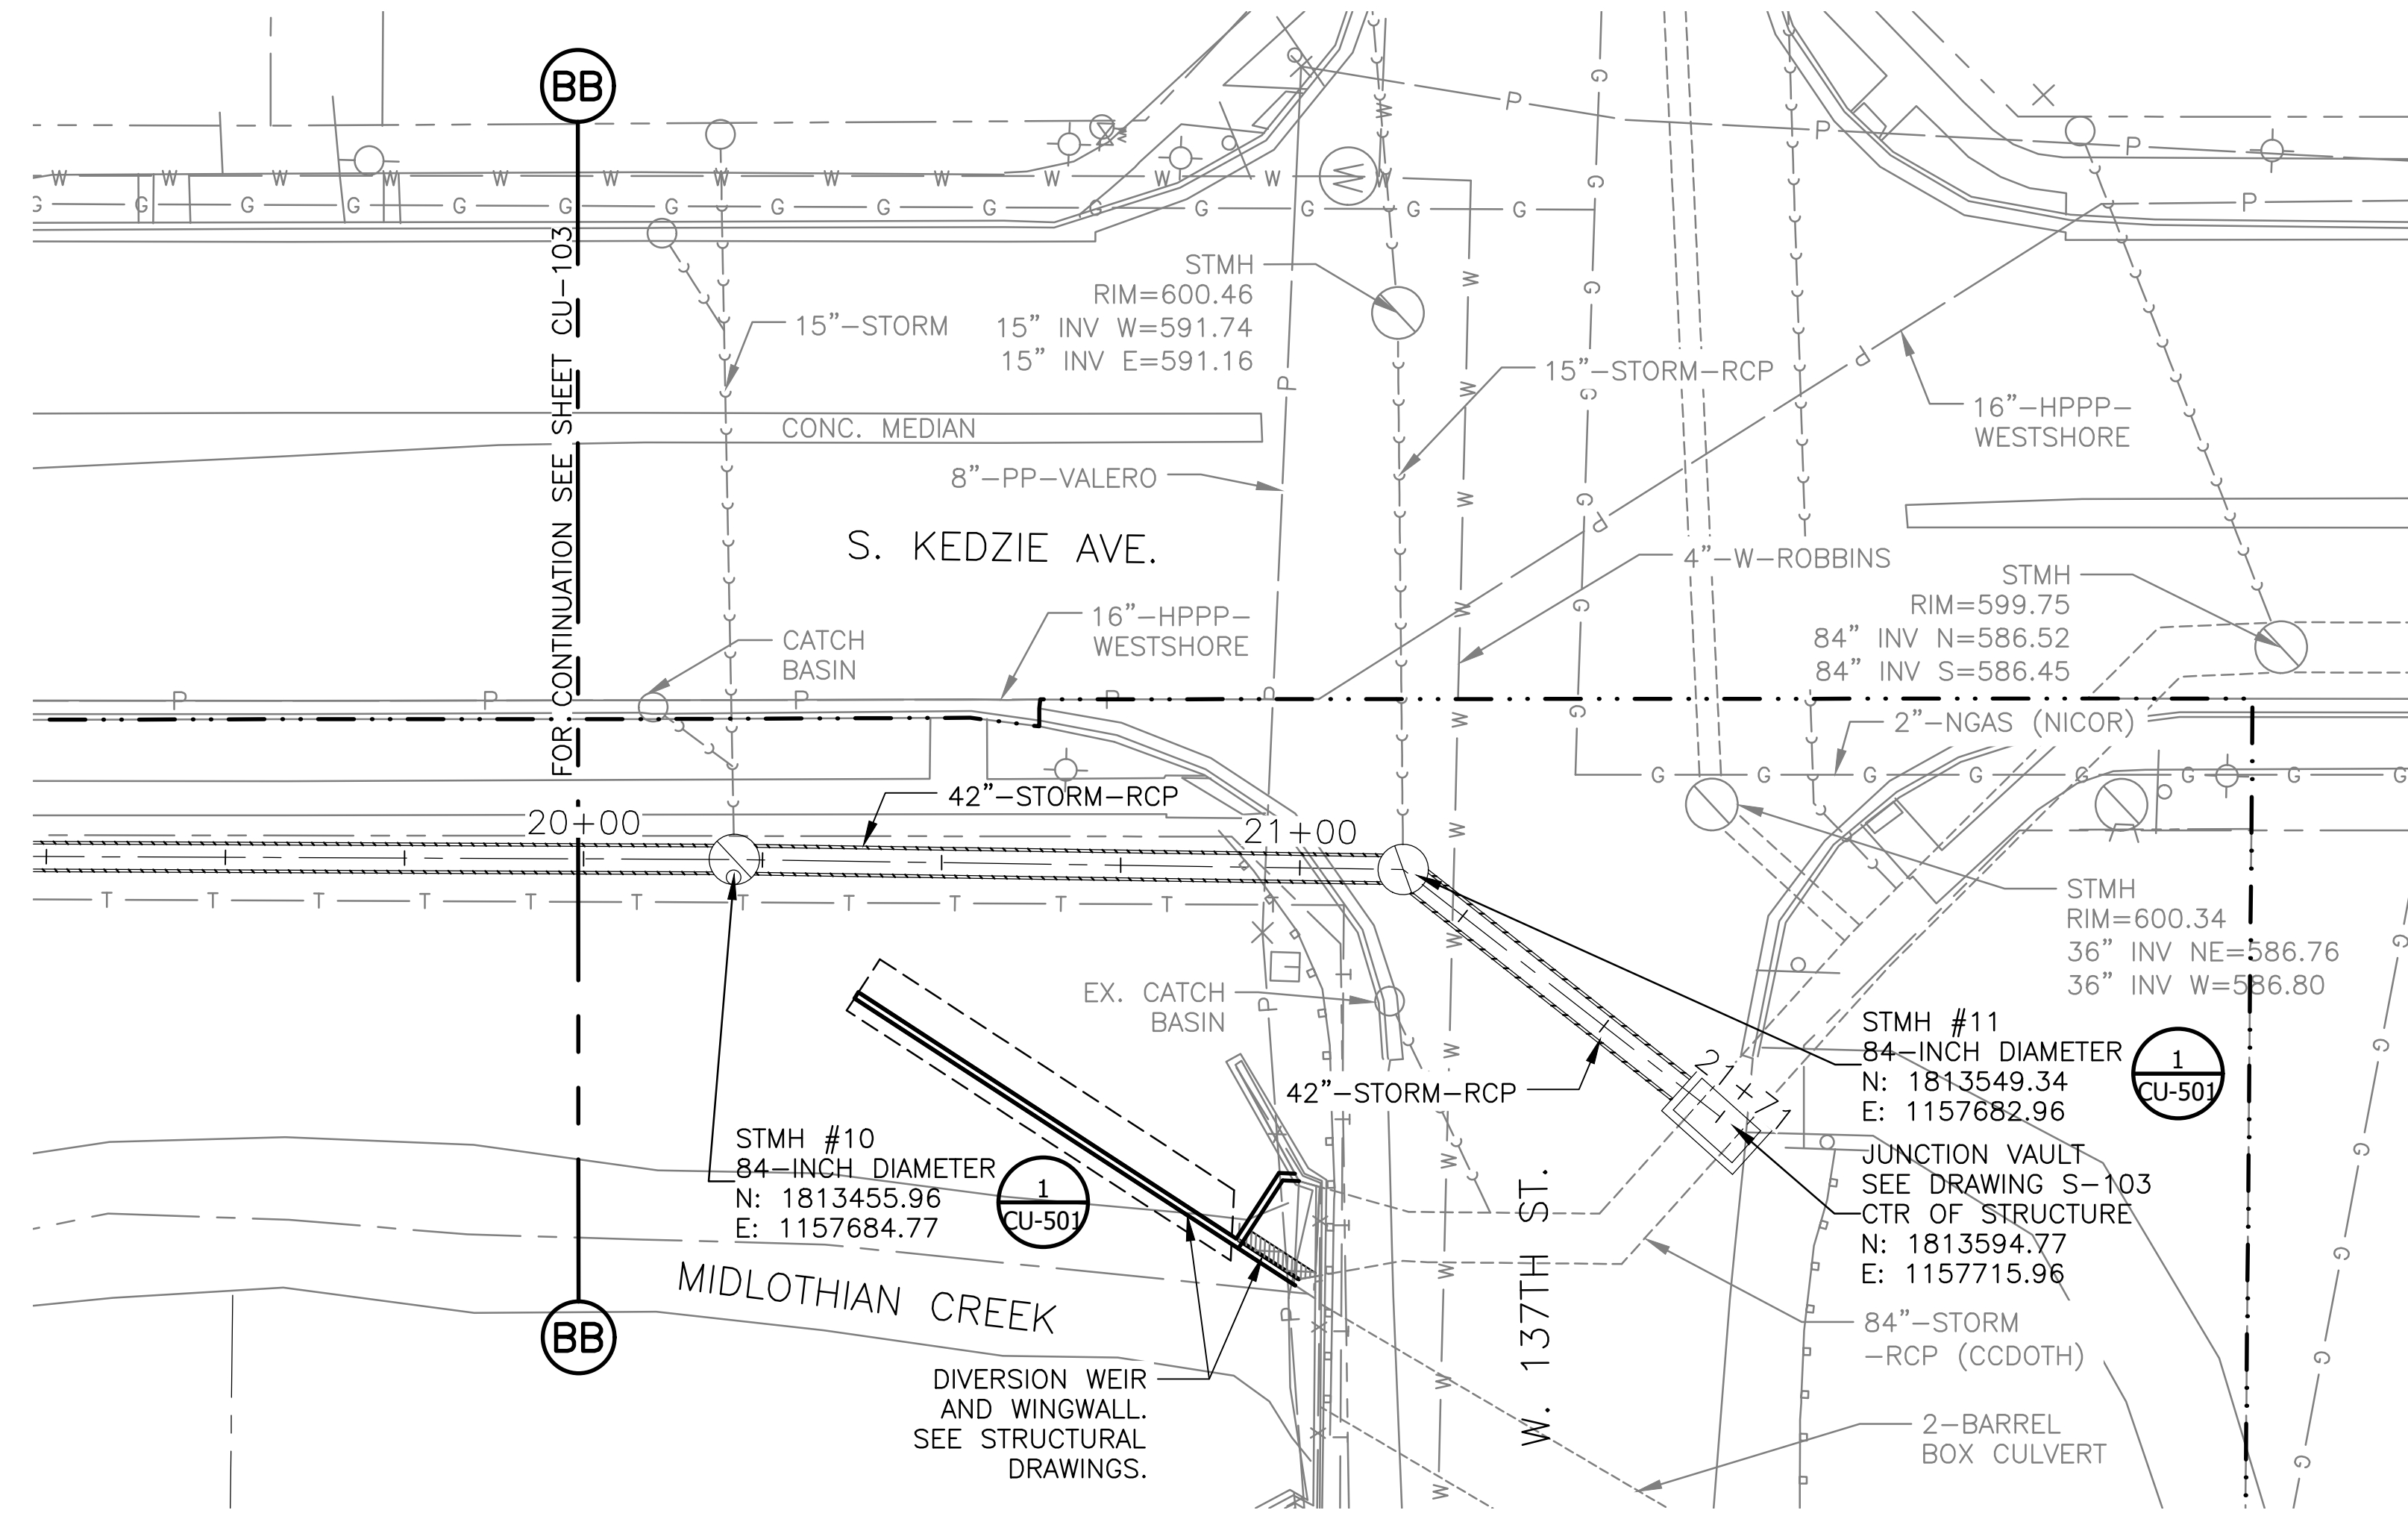 BB
FOR CONTINUATION SEE SHEET CU-103
STMH
RIM=600.46
15” INV W=591.74
15” INV E=591.16
15”-STORM
15”-STORM-RCP
CONC. MEDIAN
8”-PP-VALERO
16”-HPPP-
WESTSHORE
S. KEDZIE AVE.
4”-W-ROBBINS
STMH
RIM=599.75
84” INV N=586.52
84” INV S=586.45
16”-HPPP-
WESTSHORE
CATCH
BASIN
2”-NGAS (NICOR)
42”-STORM-RCP
20+00
21+00
STMH
RIM=600.34
36” INV NE=586.76
36” INV W=586.80
EX. CATCH
BASIN
STMH #11
84-INCH DIAMETER
N: 1813549.34
E: 1157682.96
1
CU-501
42”-STORM-RCP
21+71
STMH #10
84-INCH DIAMETER
N: 1813455.96
E: 1157684.77
1
CU-501
JUNCTION VAULT
SEE DRAWING S-103
CTR OF STRUCTURE
N: 1813594.77
E: 1157715.96
W. 137TH ST.
MIDLOTHIAN CREEK
BB
84”-STORM
-RCP (CCDOTH)
DIVERSION WEIR
AND WINGWALL.
SEE STRUCTURAL
DRAWINGS.
2-BARREL
BOX CULVERT